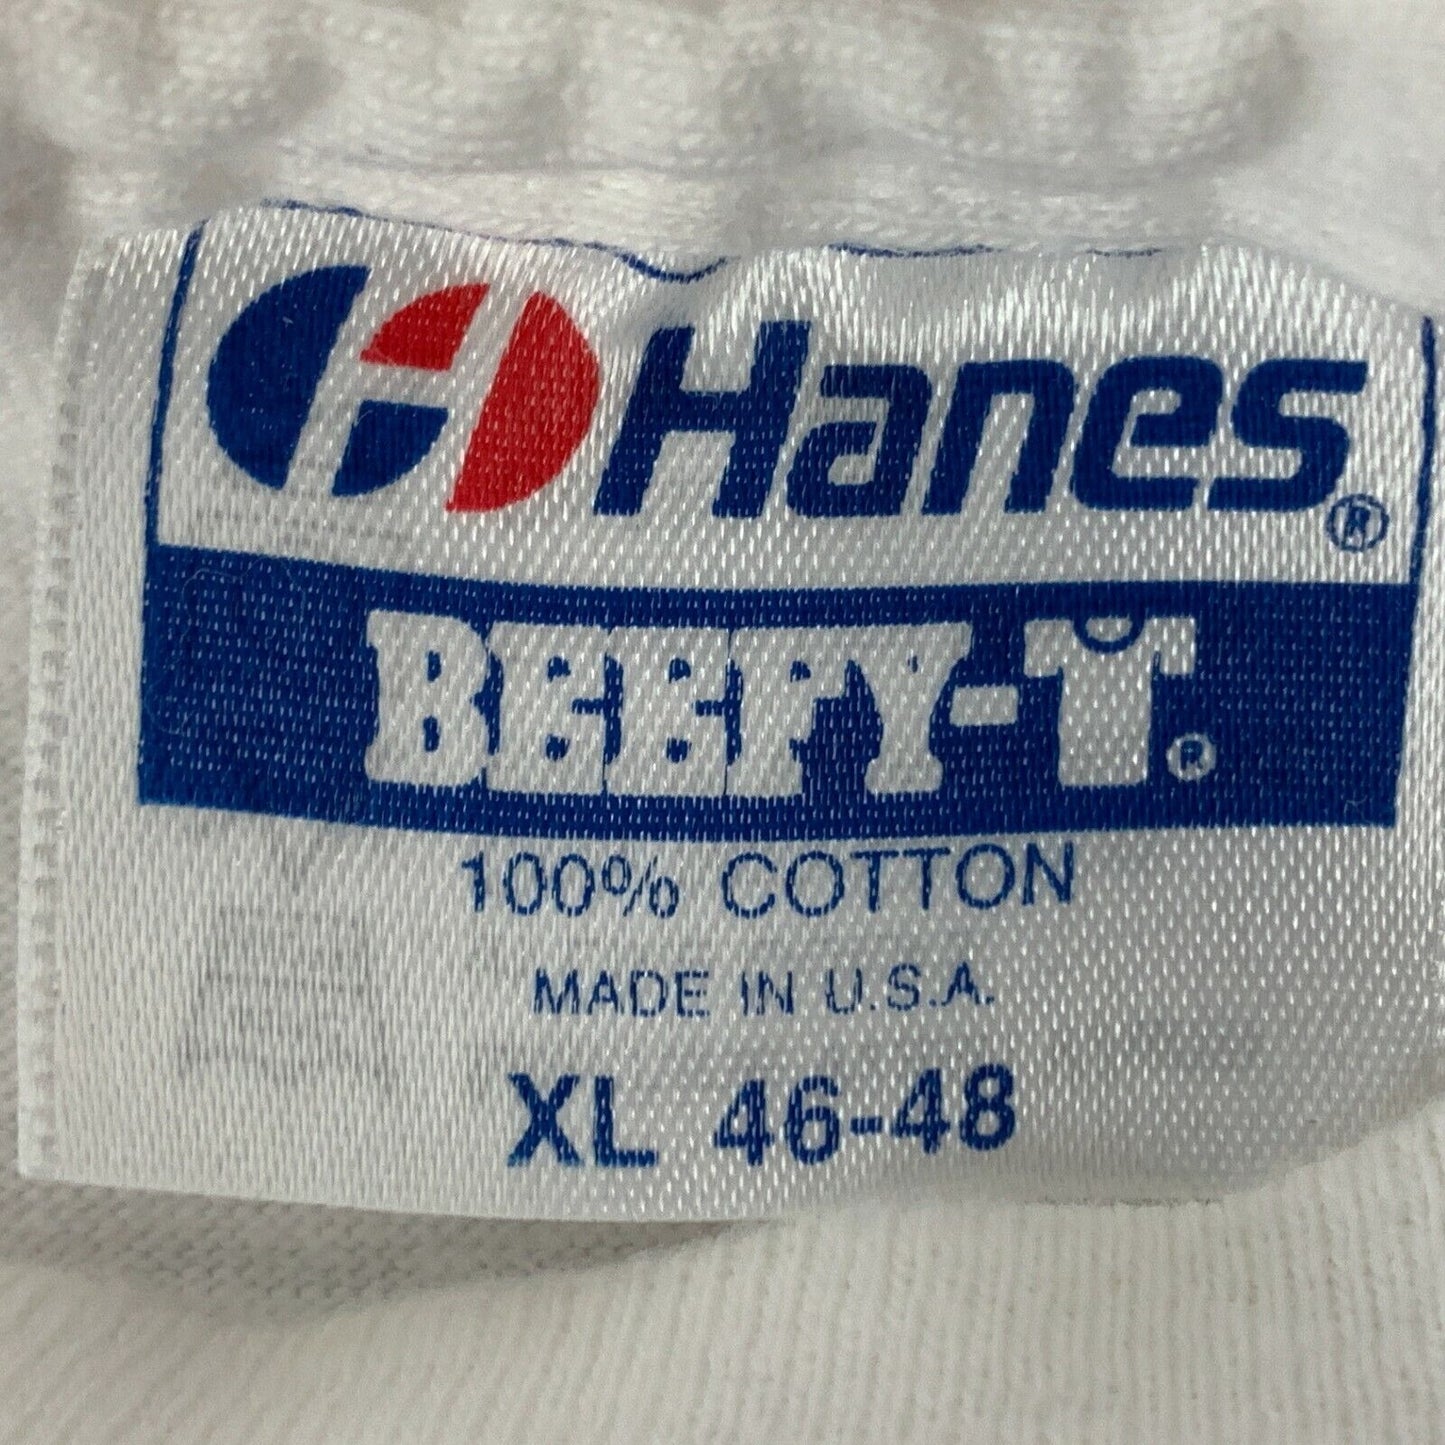 Hanes®
BEEFY-T®
100% COTTON
MADE IN U.S.A.
XL 46-48